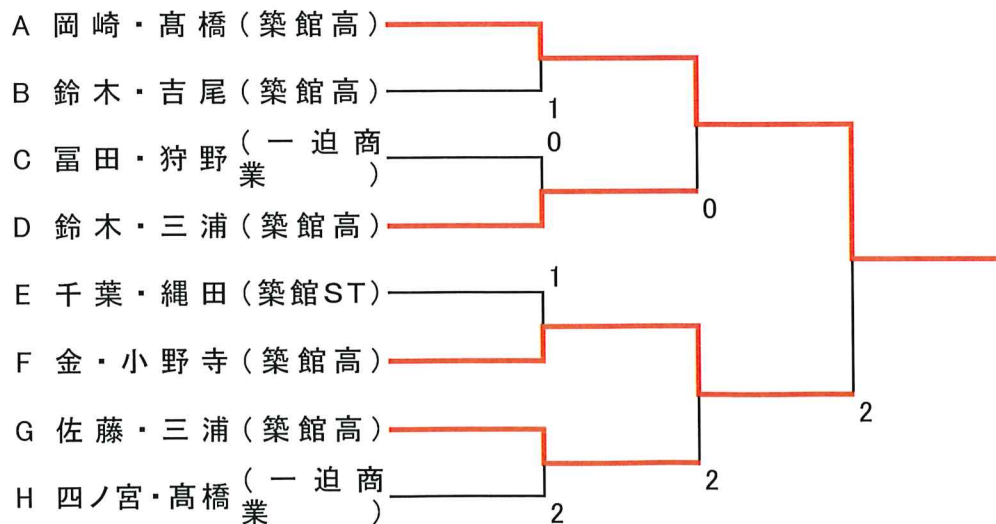 A 岡崎・髙橋(築館高)
B 鈴木・吉尾(築館高)
1
0
C 冨田・狩野(一迫商業)
D 鈴木・三浦(築館高)
0
E 千葉・縄田(築館ST)
1
F 金・小野寺(築館高)
2
G 佐藤・三浦(築館高)
2
H 四ノ宮・髙橋(一迫商業)
2